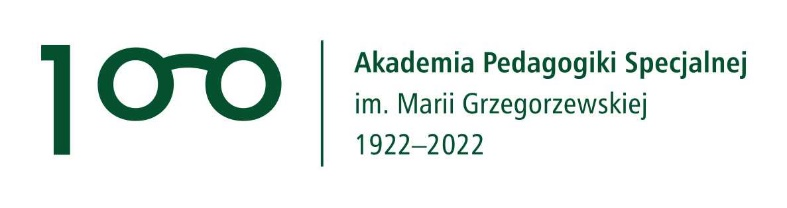 100
Akademia Pedagogiki Specjalnej
im. Marii Grzegorzewskiej
1922–2022